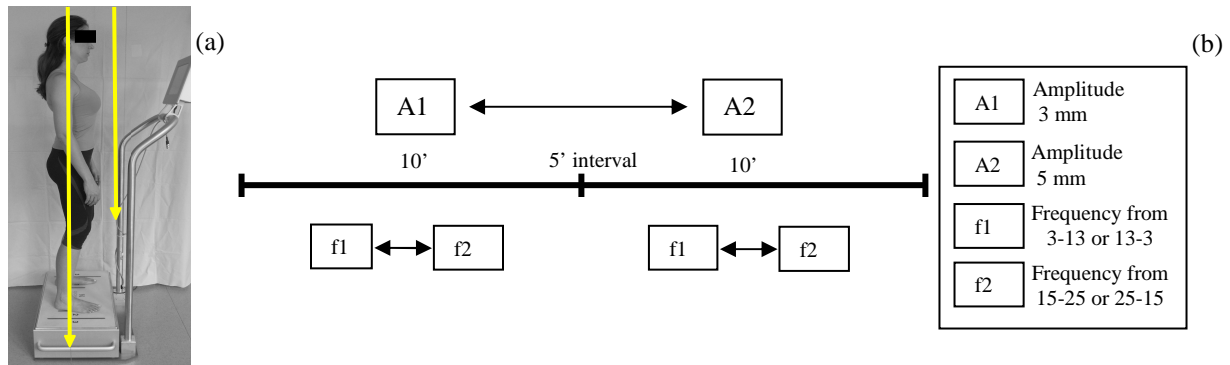 (a)
(b)
A1
A2
10’
5’ interval
10’
f1
f2
f1
f2
A1
Amplitude
3 mm
A2
Amplitude
5 mm
f1
Frequency from
3-13 or 13-3
f2
Frequency from
15-25 or 25-15